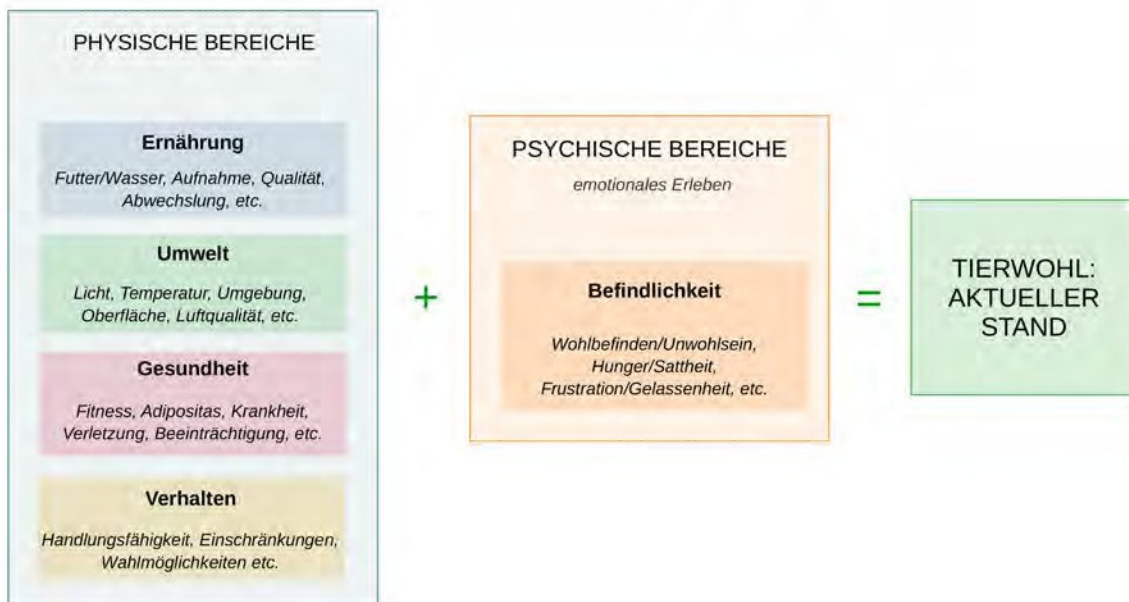 PHYSISCHE BEREICHE
Ernährung
Futter/Wasser, Aufnahme, Qualität,
Abwechslung, etc.
Umwelt
Licht, Temperatur, Umgebung,
Oberfläche, Luftqualität, etc.
Gesundheit
Fitness, Adipositas, Krankheit,
Verletzung, Beeinträchtigung, etc.
Verhalten
Handlungsfähigkeit, Einschränkungen,
Wahlmöglichkeiten etc.
+
PSYCHISCHE BEREICHE
emotionales Erleben
Befindlichkeit
Wohlbefinden/Unwohlsein,
Hunger/Sattheit,
Frustration/Gelassenheit, etc.
=
TIERWOHL:
AKTUELLER
STAND